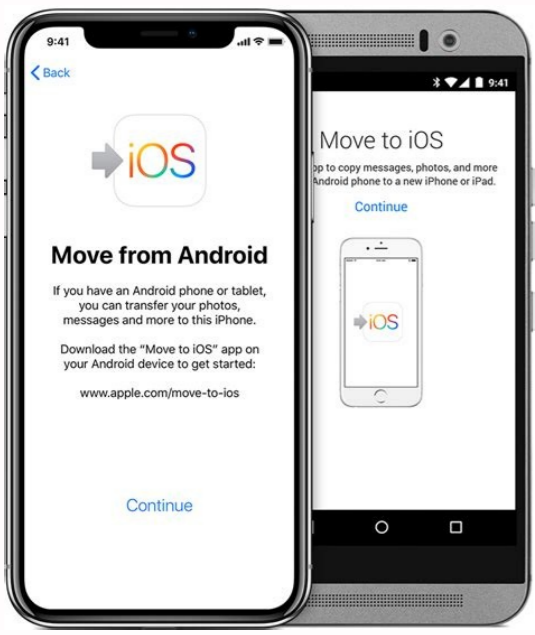 9:41
Back
iOS
Move from Android
If you have an Android phone or tablet,
you can transfer your photos,
messages and more to this iPhone.
Download the “Move to iOS” app on
your Android device to get started:
www.apple.com/move-to-ios
Continue
9:41
Move to iOS
to copy messages, photos, and more
Android phone to a new iPhone or iPad.
Continue
iOS